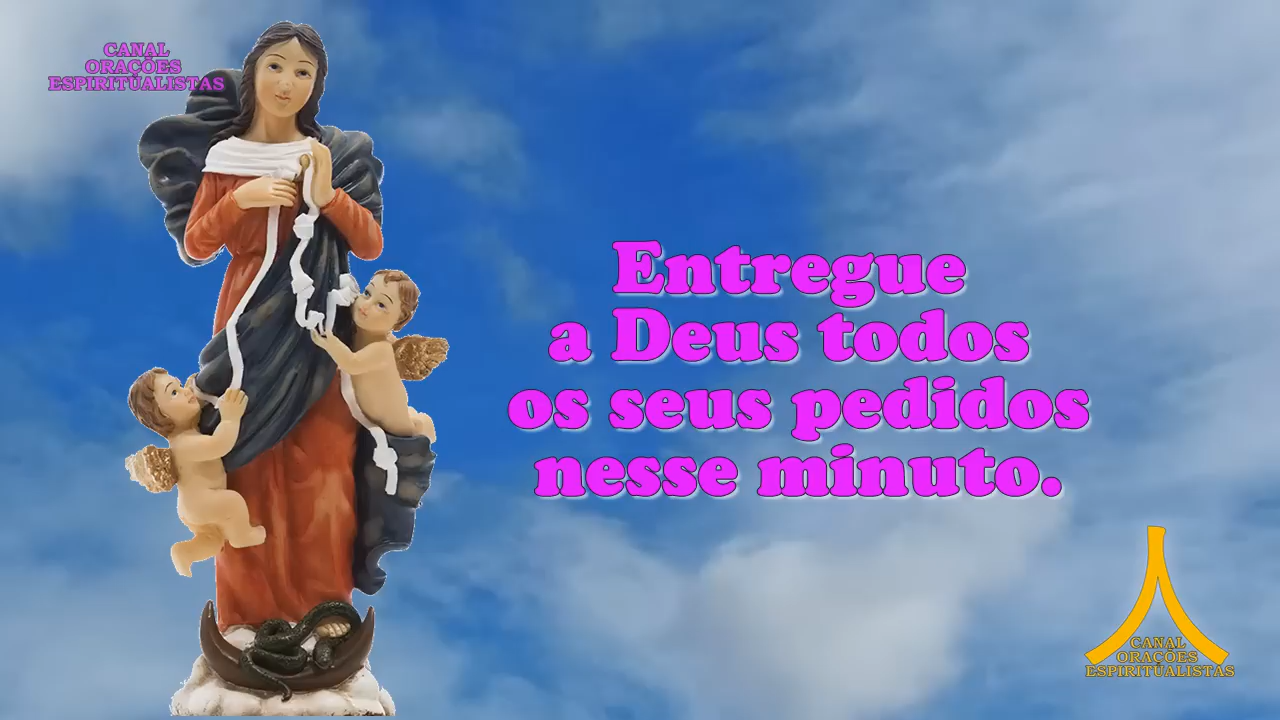 CANAL
ORAÇÕES
ESPIRITUALISTAS
Entregue
a Deus todos
os seus pedidos
nesse minuto.
CANAL
ORAÇÕES
ESPIRITUALISTAS